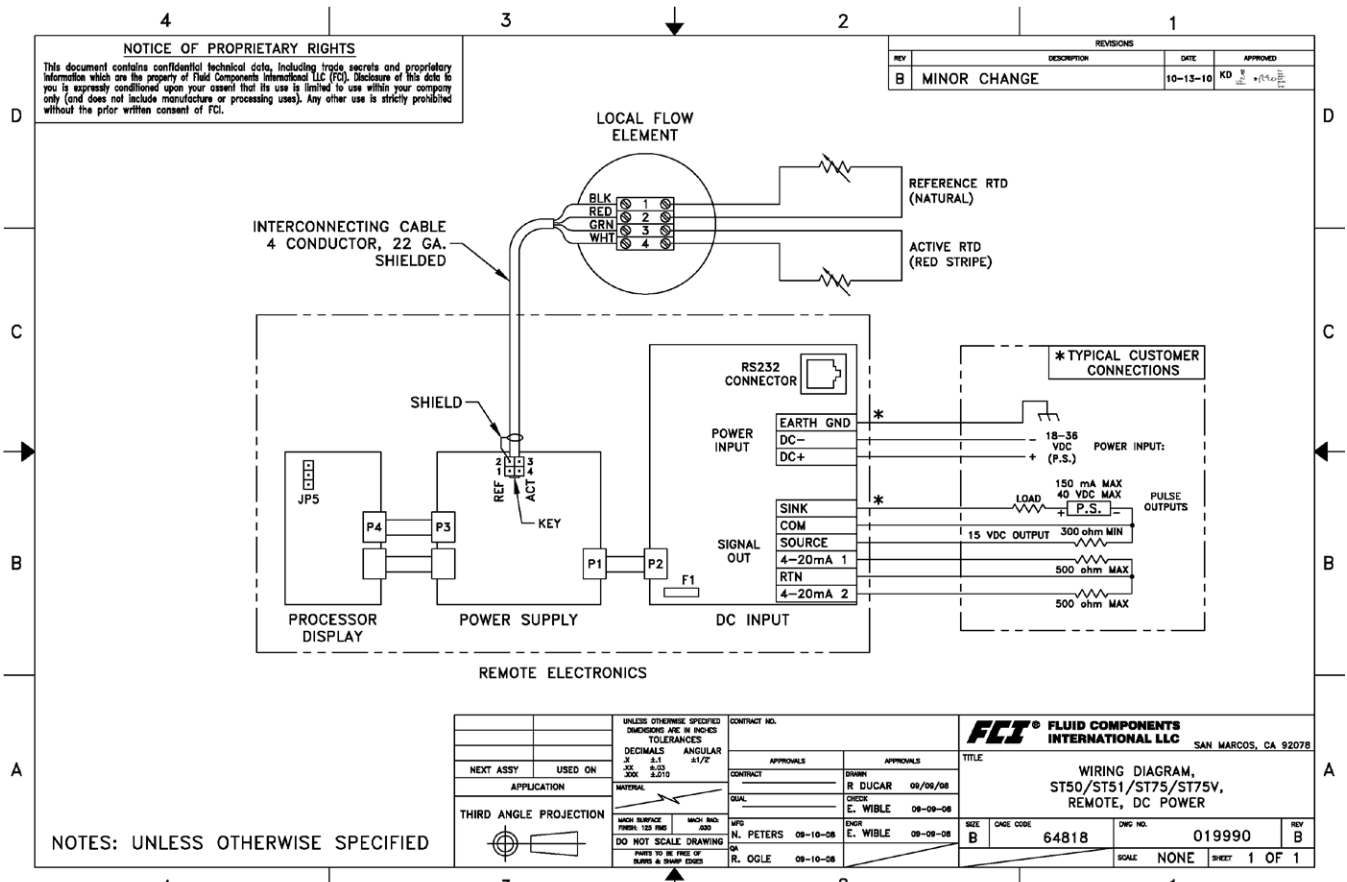 4 3 2 1
NOTICE OF PROPRIETARY RIGHTS
This document contains confidential technical data, including trade secrets and proprietary
information which are the property of Fluid Components International LLC (FCI). Disclosure of this data to
you is expressly conditioned upon your assent that its use is limited to use within your company
only (and does not include manufacture or processing uses). Any other use is strictly prohibited
without the prior written consent of FCI.
REVISIONS
REV DESCRIPTION DATE APPROVED
B MINOR CHANGE 10-13-10 KD
D D
LOCAL FLOW
ELEMENT
BLK 1
RED 2
GRN 3
WHT 4
REFERENCE RTD
(NATURAL)
ACTIVE RTD
(RED STRIPE)
INTERCONNECTING CABLE
4 CONDUCTOR, 22 GA.
SHIELDED
C C
RS232
CONNECTOR
* TYPICAL CUSTOMER
CONNECTIONS
SHIELD
POWER
INPUT
EARTH GND *
DC-
DC+
- 18-36
VDC
+ (P.S.)
POWER INPUT:
2 3
1 4
REF ACT
KEY
JP5
P4 P3
P1 P2
F1
SIGNAL
OUT
SINK *
COM
SOURCE
4-20mA 1
RTN
4-20mA 2
150 mA MAX
40 VDC MAX
LOAD + P.S. -
PULSE
OUTPUTS
15 VDC OUTPUT 300 ohm MIN
500 ohm MAX
500 ohm MAX
B B
PROCESSOR
DISPLAY
POWER SUPPLY
DC INPUT
REMOTE ELECTRONICS
A A
NOTES: UNLESS OTHERWISE SPECIFIED
NEXT ASSY USED ON
APPLICATION
THIRD ANGLE PROJECTION
UNLESS OTHERWISE SPECIFIED
DIMENSIONS ARE IN INCHES
TOLERANCES
DECIMALS ANGULAR
.X ±.1 ±1/2°
.XX ±.03
.XXX ±.010
MATERIAL
MACH SURFACE
FINISH: 125 RMS
MACH RAD:
.030
DO NOT SCALE DRAWING
PARTS TO BE FREE OF
BURRS & SHARP EDGES
CONTRACT NO.
APPROVALS APPROVALS
CONTRACT
DRAWN
R DUCAR 09/09/08
QUAL
CHECK
E. WIBLE 09-09-08
MFG
N. PETERS 09-10-08
ENGR
E. WIBLE 09-09-08
QA
R. OGLE 09-10-08
FCI® FLUID COMPONENTS
INTERNATIONAL LLC
SAN MARCOS, CA 92078
TITLE
WIRING DIAGRAM,
ST50/ST51/ST75/ST75V,
REMOTE, DC POWER
SIZE
B
CAGE CODE
64818
DWG NO.
019990
REV
B
SCALE NONE SHEET 1 OF 1